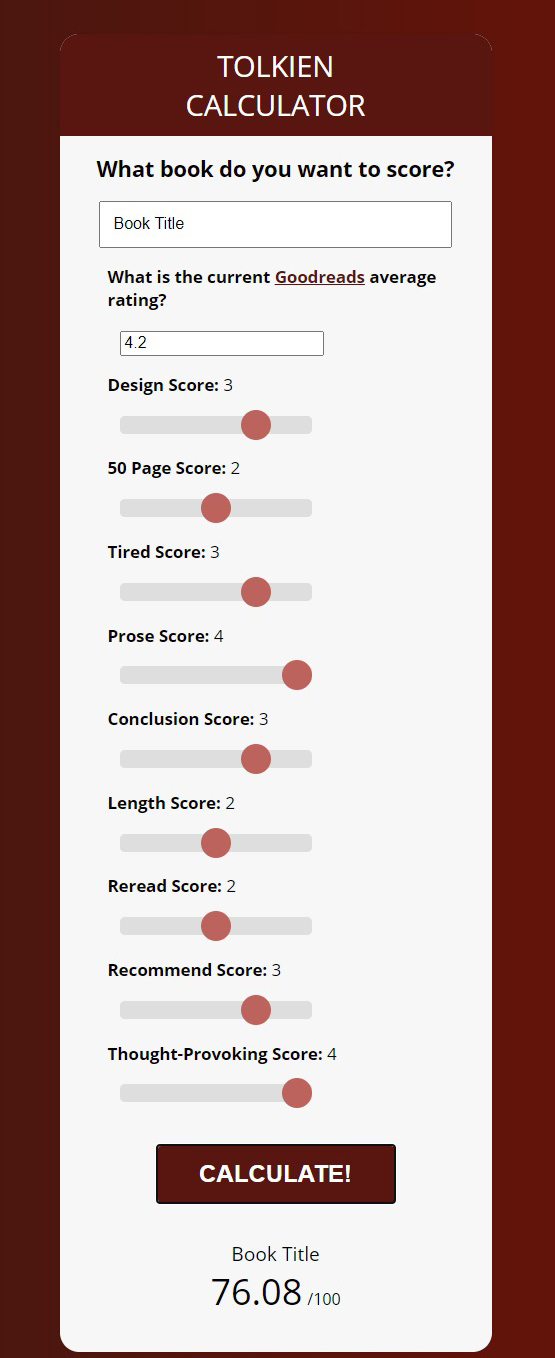 TOLKIEN
CALCULATOR
What book do you want to score?
Book Title
What is the current Goodreads average
rating?
4.2
Design Score: 3
50 Page Score: 2
Tired Score: 3
Prose Score: 4
Conclusion Score: 3
Length Score: 2
Reread Score: 2
Recommend Score: 3
Thought-Provoking Score: 4
CALCULATE!
Book Title
76.08 /100